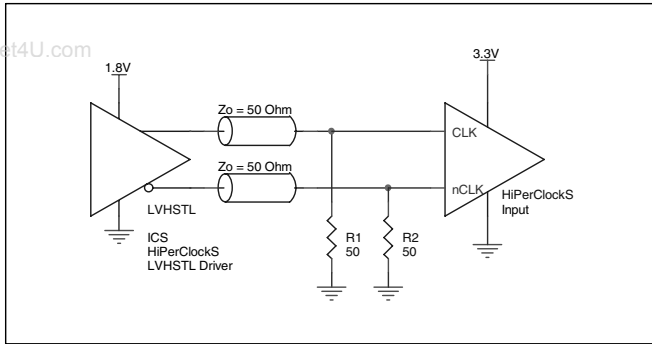 et4U.com
1.8V
3.3V
Zo = 50 Ohm
CLK
Zo = 50 Ohm
nCLK
HiPerClockS
Input
LVHSTL
ICS
HiPerClockS
LVHSTL Driver
R1
50
R2
50